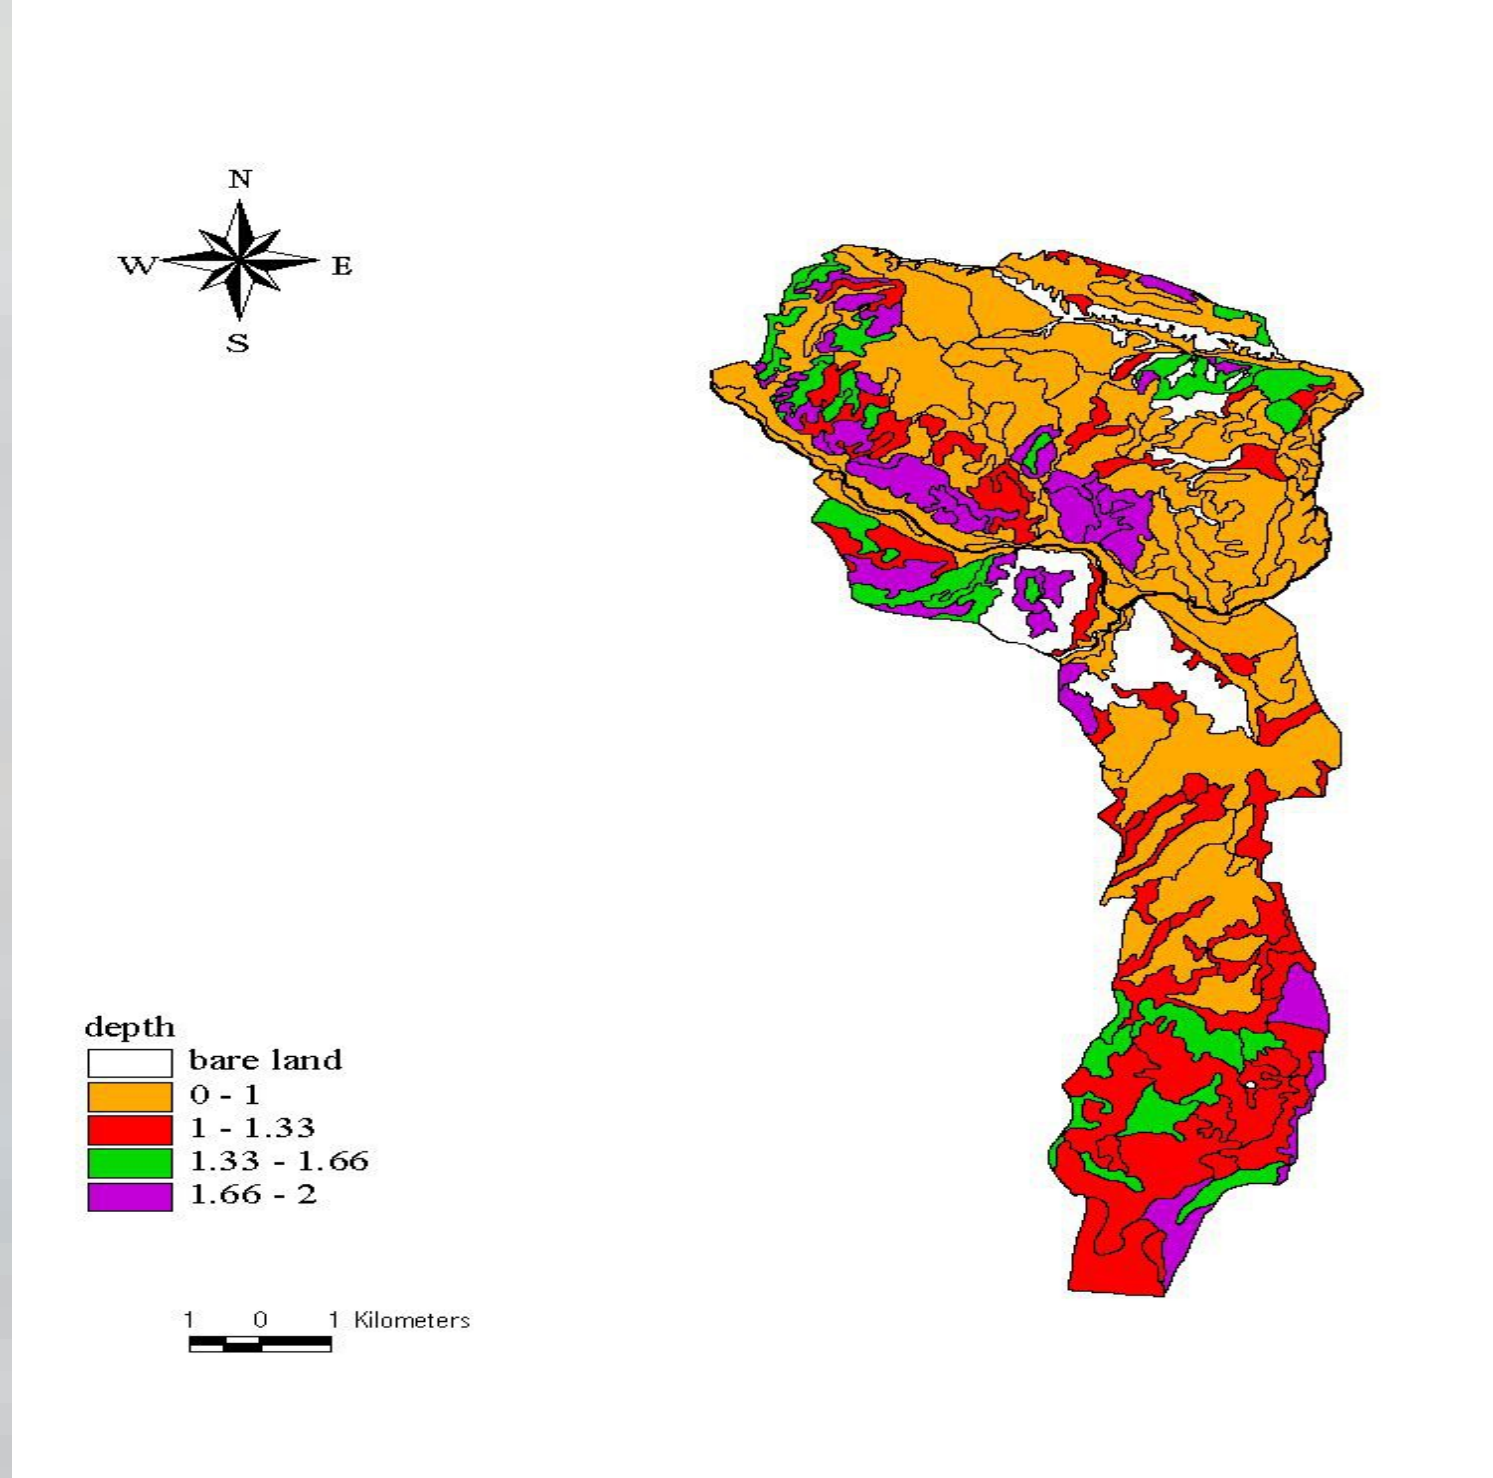 N
W E
S
depth
bare land
0 - 1
1 - 1.33
1.33 - 1.66
1.66 - 2
1 0 1 Kilometers